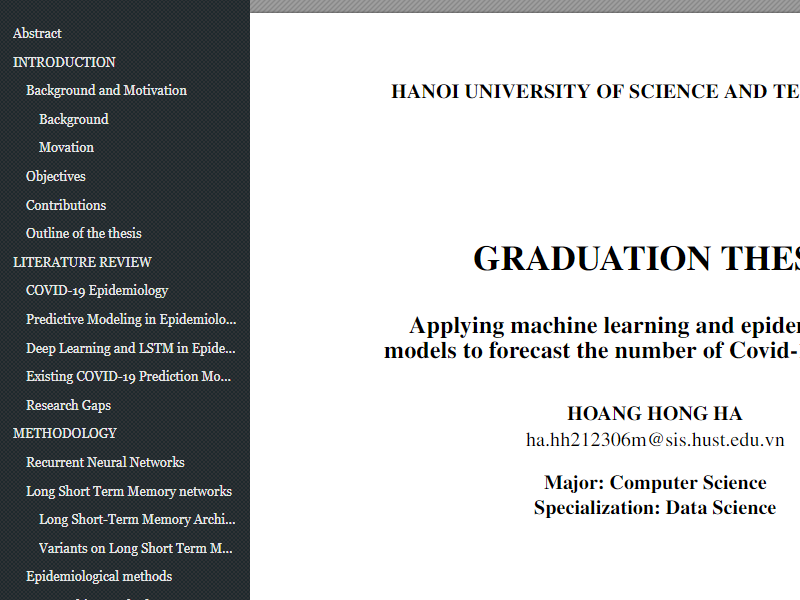 Abstract
INTRODUCTION
Background and Motivation
Background
Movation
Objectives
Contributions
Outline of the thesis
LITERATURE REVIEW
COVID-19 Epidemiology
Predictive Modeling in Epidemiolo...
Deep Learning and LSTM in Epide...
Existing COVID-19 Prediction Mo...
Research Gaps
METHODOLOGY
Recurrent Neural Networks
Long Short Term Memory networks
Long Short-Term Memory Archi...
Variants on Long Short Term M...
Epidemiological methods
HANOI UNIVERSITY OF SCIENCE AND TE
GRADUATION THES
Applying machine learning and epider
models to forecast the number of Covid-
HOANG HONG HA
ha.hh212306m@sis.hust.edu.vn
Major: Computer Science
Specialization: Data Science